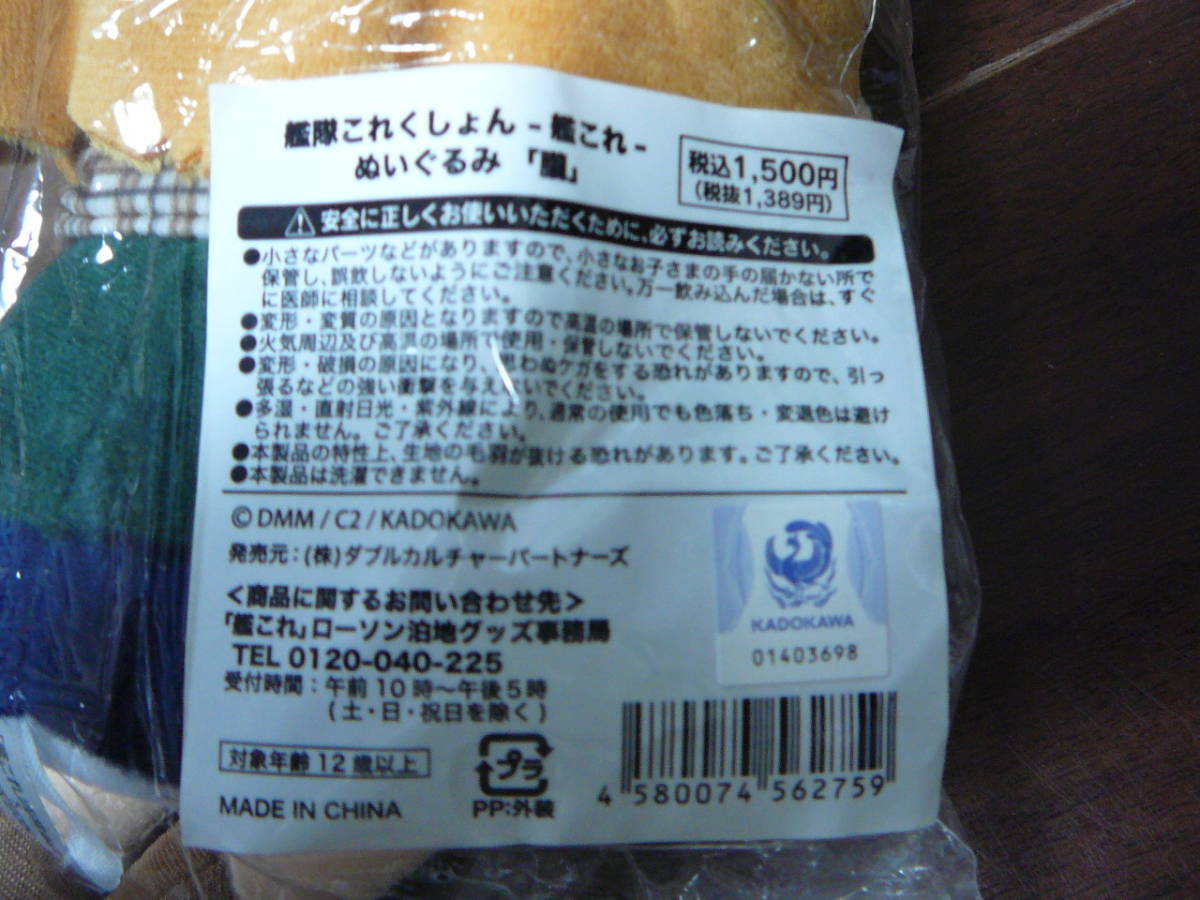 艦隊これくしょん -艦これ-
ぬいぐるみ 「朧」
税込1,500円
(税抜1,389円)
安全に正しくお使いいただくために、必ずお読みください。
●小さなパーツなどがありますので、小さなお子さまの手の届かない所で
保管し、誤飲しないようにご注意ください。万一飲み込んだ場合は、すぐ
に医師に相談してください。
●変形・変質の原因となりますので高温の場所で保管しないでください。
●火気周辺及び高温の場所で使用・保管しないでください。
●変形・破損の原因になり、思わぬケガをする恐れがありますので、引っ
張るなどの強い衝撃を与えないでください。
●多湿・直射日光・紫外線により、通常の使用でも色落ち・変退色は避け
られません。ご了承ください。
●本製品の特性上、生地の毛羽が抜ける恐れがあります。ご了承ください。
●本製品は洗濯できません。
©DMM/C2/KADOKAWA
発売元:(株)ダブルカルチャーパートナーズ
<商品に関するお問い合わせ先>
「艦これ」ローソン泊地グッズ事務局
TEL 0120-040-225
受付時間:午前10時~午後5時
(土・日・祝日を除く)
KADOKAWA
01403698
対象年齢12歳以上
MADE IN CHINA
プラ
PP:外装
4 580074 562759